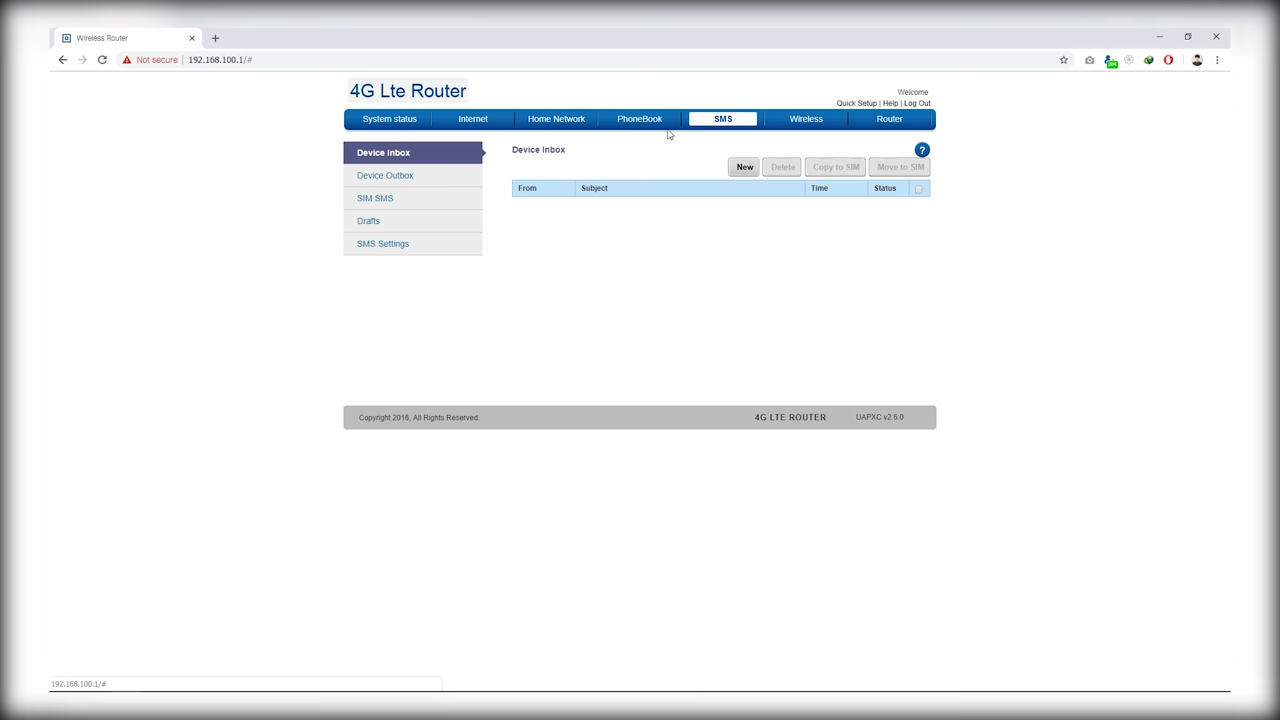 Wireless Router
Not secure | 192.168.100.1/#
204
4G Lte Router
Welcome
Quick Setup | Help | Log Out
System status Internet Home Network PhoneBook SMS Wireless Router
Device Inbox
Device Outbox
SIM SMS
Drafts
SMS Settings
Device Inbox
?
New Delete Copy to SIM Move to SIM
From Subject Time Status
Copyright 2016, All Rights Reserved. 4G LTE ROUTER UAPXC v2.6.0
192.168.100.1/#